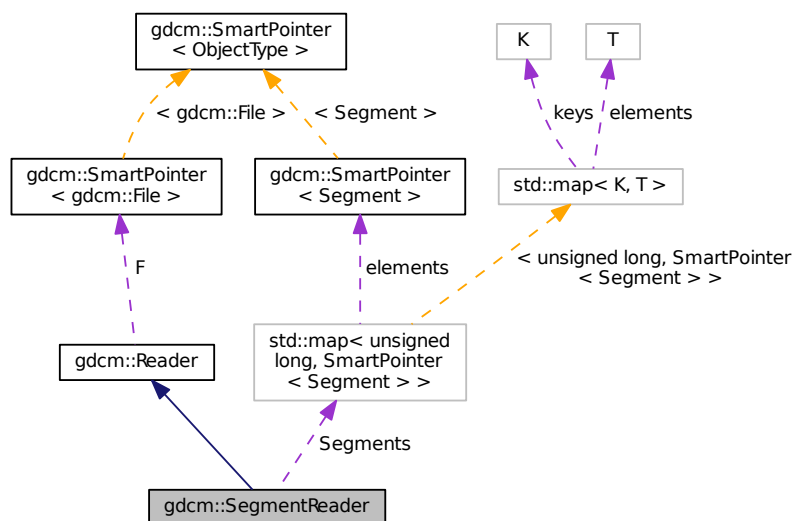 gdcm::SmartPointer
< ObjectType >
K
T
< gdcm::File >
< Segment >
keys
elements
gdcm::SmartPointer
< gdcm::File >
gdcm::SmartPointer
< Segment >
std::map< K, T >
F
elements
< unsigned long, SmartPointer
< Segment > >
gdcm::Reader
std::map< unsigned
long, SmartPointer
< Segment > >
Segments
gdcm::SegmentReader